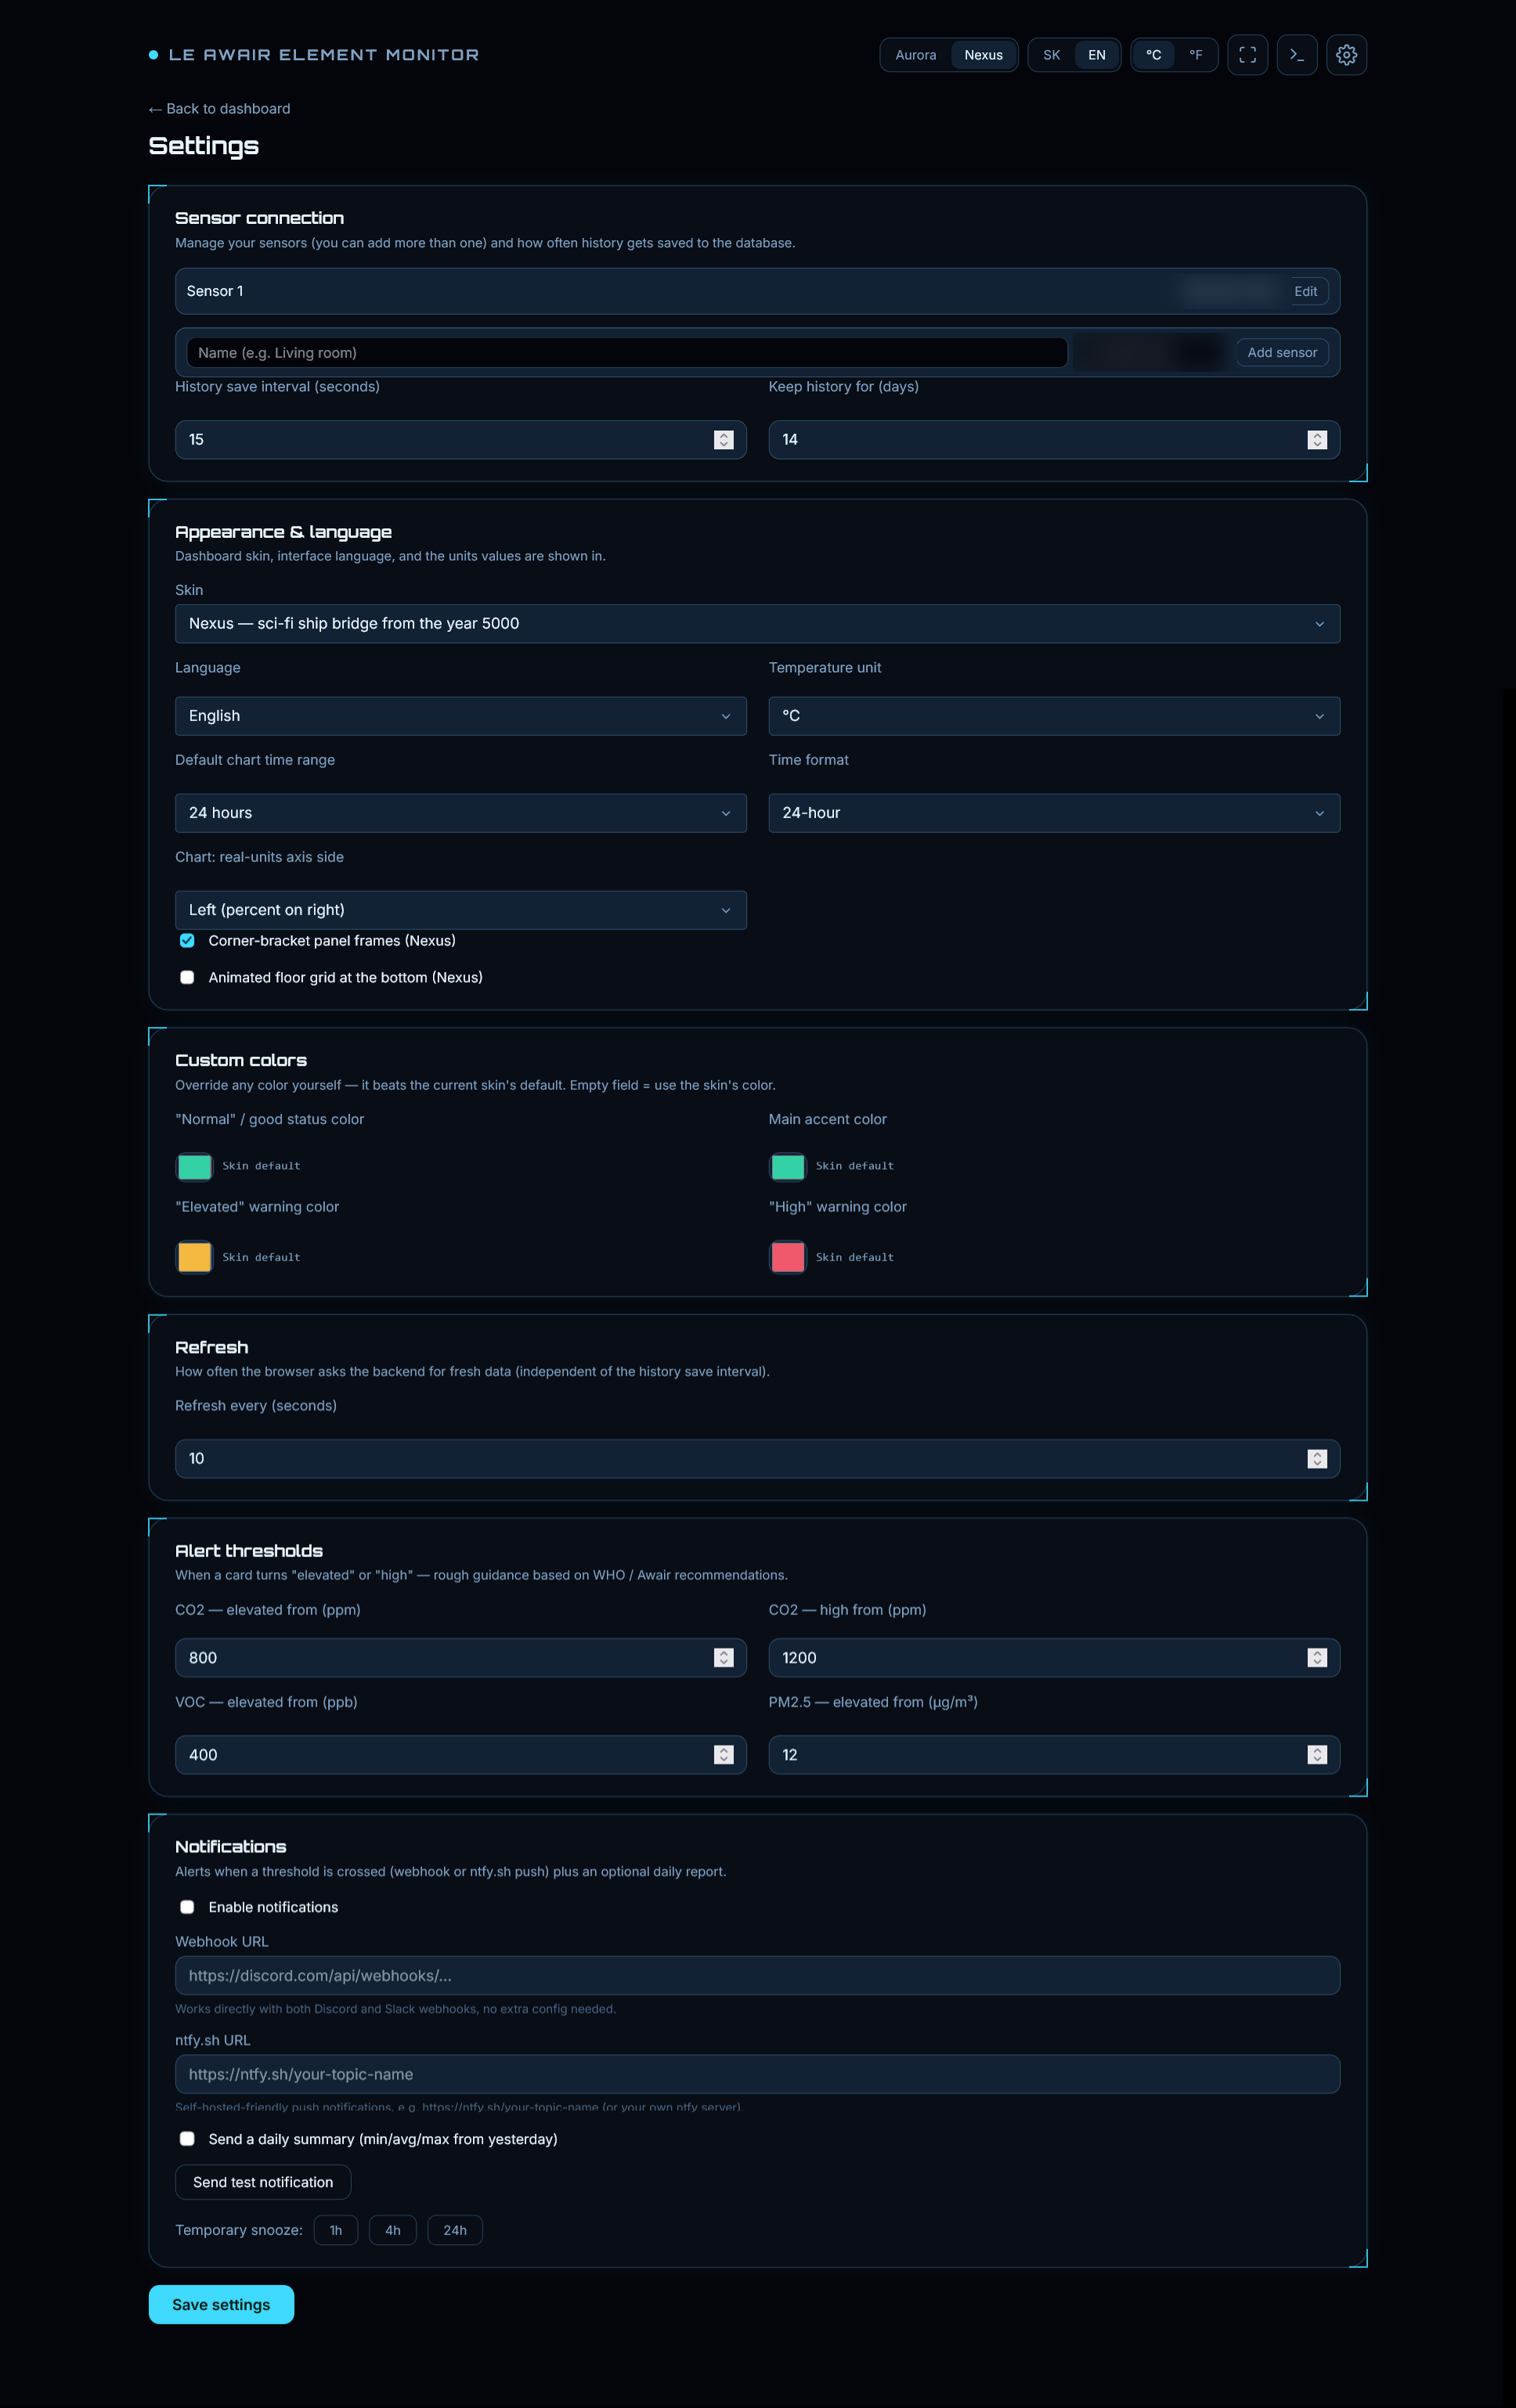 LE AWAIR ELEMENT MONITOR
Aurora Nexus SK EN °C °F
← Back to dashboard
Settings
Sensor connection
Manage your sensors (you can add more than one) and how often history gets saved to the database.
Sensor 1 Edit
Name (e.g. Living room) Add sensor
History save interval (seconds) Keep history for (days)
15 14
Appearance & language
Dashboard skin, interface language, and the units values are shown in.
Skin
Nexus — sci-fi ship bridge from the year 5000
Language Temperature unit
English °C
Default chart time range Time format
24 hours 24-hour
Chart: real-units axis side
Left (percent on right)
Corner-bracket panel frames (Nexus)
Animated floor grid at the bottom (Nexus)
Custom colors
Override any color yourself — it beats the current skin's default. Empty field = use the skin's color.
"Normal" / good status color Main accent color
Skin default Skin default
"Elevated" warning color "High" warning color
Skin default Skin default
Refresh
How often the browser asks the backend for fresh data (independent of the history save interval).
Refresh every (seconds)
10
Alert thresholds
When a card turns "elevated" or "high" — rough guidance based on WHO / Awair recommendations.
CO2 — elevated from (ppm) CO2 — high from (ppm)
800 1200
VOC — elevated from (ppb) PM2.5 — elevated from (µg/m³)
400 12
Notifications
Alerts when a threshold is crossed (webhook or ntfy.sh push) plus an optional daily report.
Enable notifications
Webhook URL
https://discord.com/api/webhooks/...
Works directly with both Discord and Slack webhooks, no extra config needed.
ntfy.sh URL
https://ntfy.sh/your-topic-name
Self-hosted-friendly push notifications, e.g. https://ntfy.sh/your-topic-name (or your own ntfy server).
Send a daily summary (min/avg/max from yesterday)
Send test notification
Temporary snooze: 1h 4h 24h
Save settings